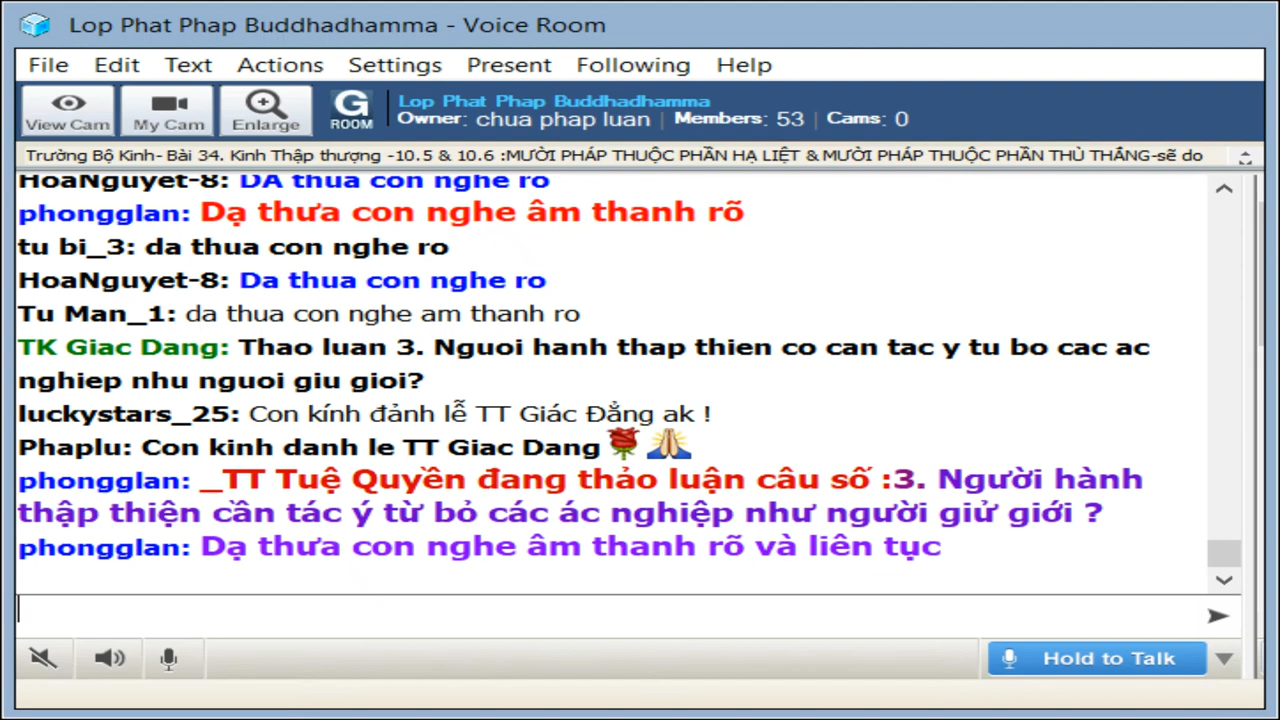 Lop Phat Phap Buddhadhamma - Voice Room
File Edit Text Actions Settings Present Following Help
View Cam My Cam Enlarge G ROOM Lop Phat Phap Buddhadhamma
Owner: chua phap luan | Members: 53 | Cams: 0
Trường Bộ Kinh- Bài 34. Kinh Thập thượng -10.5 & 10.6 :MƯỜI PHÁP THUỘC PHẦN HẠ LIỆT & MƯỜI PHÁP THUỘC PHẦN THÙ THẮNG-sẽ do
HoaNguyet-8: DA thua con nghe ro
phongglan: Dạ thưa con nghe âm thanh rõ
tu bi_3: da thua con nghe ro
HoaNguyet-8: Da thua con nghe ro
Tu Man_1: da thua con nghe am thanh ro
TK Giac Dang: Thao luan 3. Nguoi hanh thap thien co can tac y tu bo cac ac
nghiep nhu nguoi giu gioi?
luckystars_25: Con kính đảnh lễ TT Giác Đẳng ak !
Phaplu: Con kinh danh le TT Giac Dang🌹🙏
phongglan: _TT Tuệ Quyền đang thảo luận câu số :3. Người hành
thập thiện cần tác ý từ bỏ các ác nghiệp như người giử giới ?
phongglan: Dạ thưa con nghe âm thanh rõ và liên tục
Hold to Talk